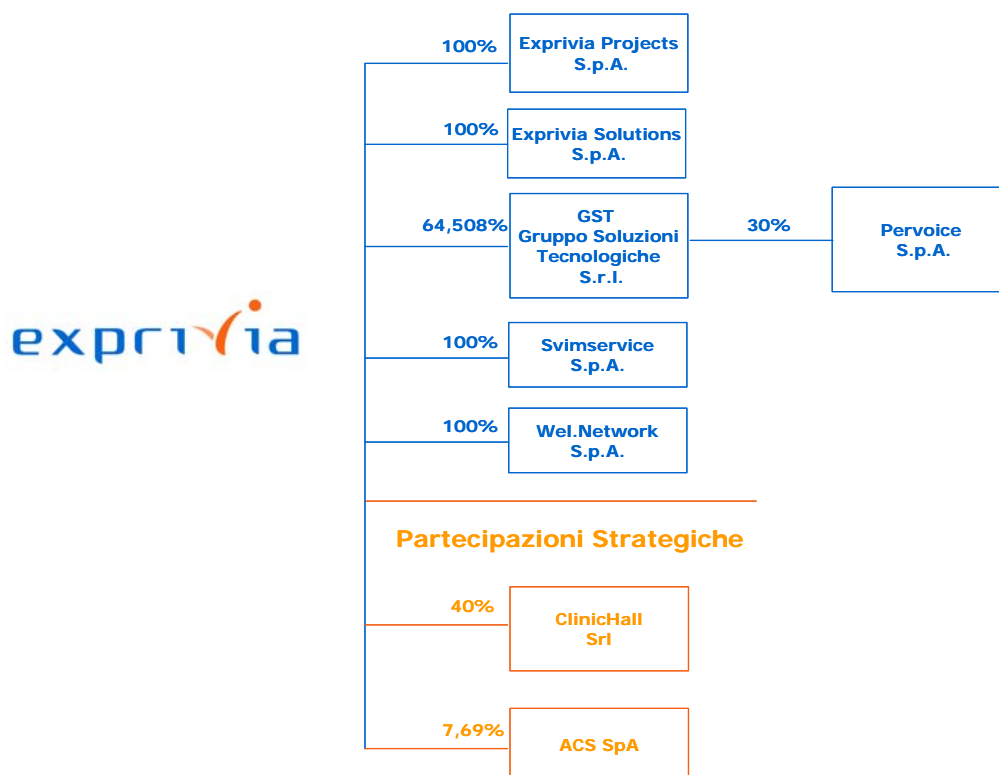 100%
Exprivia Projects
S.p.A.
100%
Exprivia Solutions
S.p.A.
64,508%
GST
Gruppo Soluzioni
Tecnologiche
S.r.l.
30%
Pervoice
S.p.A.
exprivia
100%
Svimservice
S.p.A.
100%
Wel.Network
S.p.A.
Partecipazioni Strategiche
40%
ClinicHall
Srl
7,69%
ACS SpA